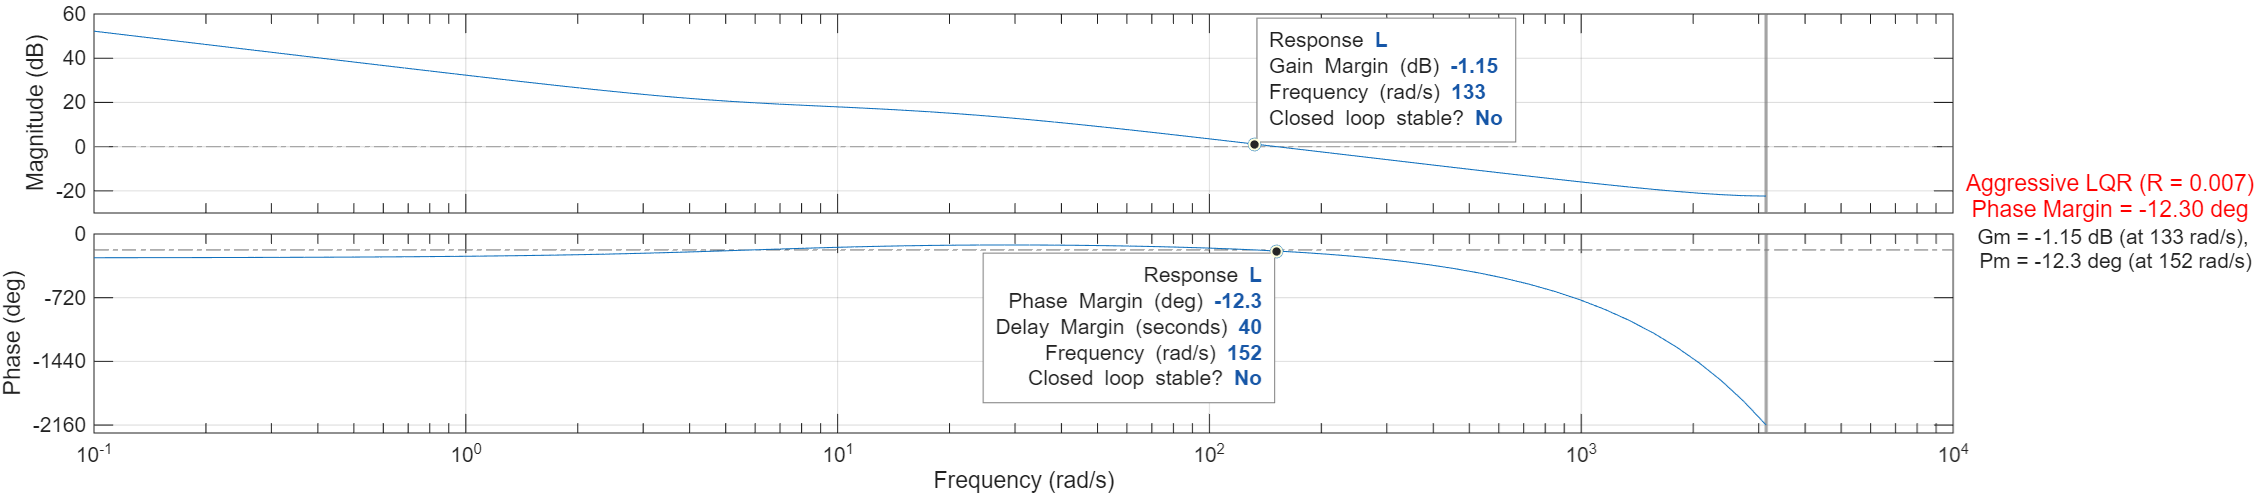 60
40
20
0
-20
Magnitude (dB)
Response L
Gain Margin (dB) -1.15
Frequency (rad/s) 133
Closed loop stable? No
0
-720
-1440
-2160
Phase (deg)
Response L
Phase Margin (deg) -12.3
Delay Margin (seconds) 40
Frequency (rad/s) 152
Closed loop stable? No
10⁻¹ 10⁰ 10¹ 10² 10³ 10⁴
Frequency (rad/s)
Aggressive LQR (R = 0.007)
Phase Margin = -12.30 deg
Gm = -1.15 dB (at 133 rad/s),
Pm = -12.3 deg (at 152 rad/s)